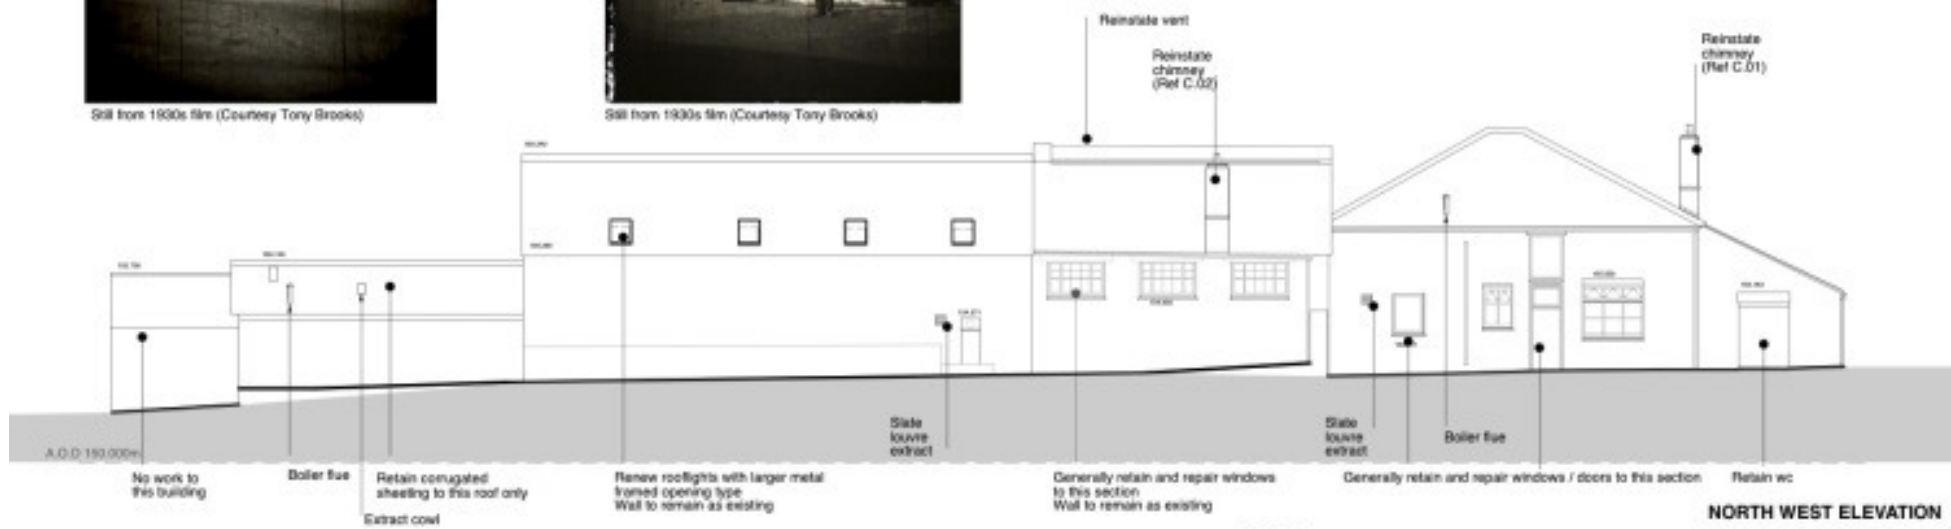 Reinstate vent
Reinstate
chimney
(Ref C.02)
Reinstate
chimney
(Ref C.01)
Still from 1930s film (Courtesy Tony Brooks)
Still from 1930s film (Courtesy Tony Brooks)
A.O.D 150.000m
No work to
this building
Boiler flue
Retain corrugated
sheeting to this roof only
Extract cowl
Renew rooflights with larger metal
framed opening type
Wall to remain as existing
Slate
louvre
extract
Generally retain and repair windows
to this section
Wall to remain as existing
Slate
louvre
extract
Boiler flue
Generally retain and repair windows / doors to this section
Retain wc
NORTH WEST ELEVATION